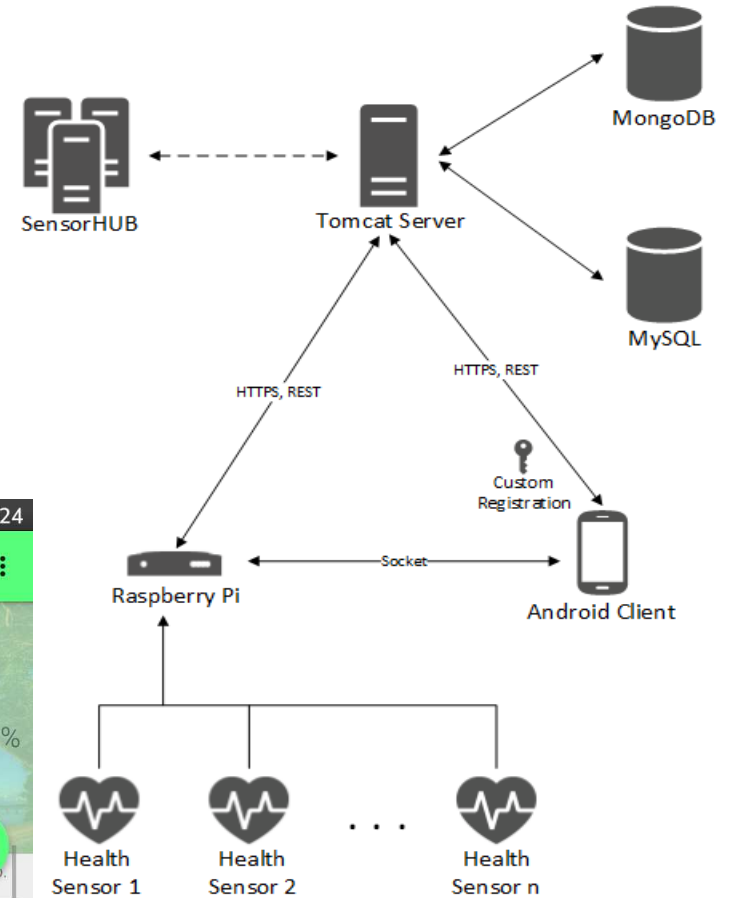 MongoDB
SensorHUB
Tomcat Server
MySQL
HTTPS, REST
HTTPS, REST
Custom
Registration
24
Socket
Raspberry Pi
Android Client
%
. . .
Health
Sensor 1
Health
Sensor 2
Health
Sensor n